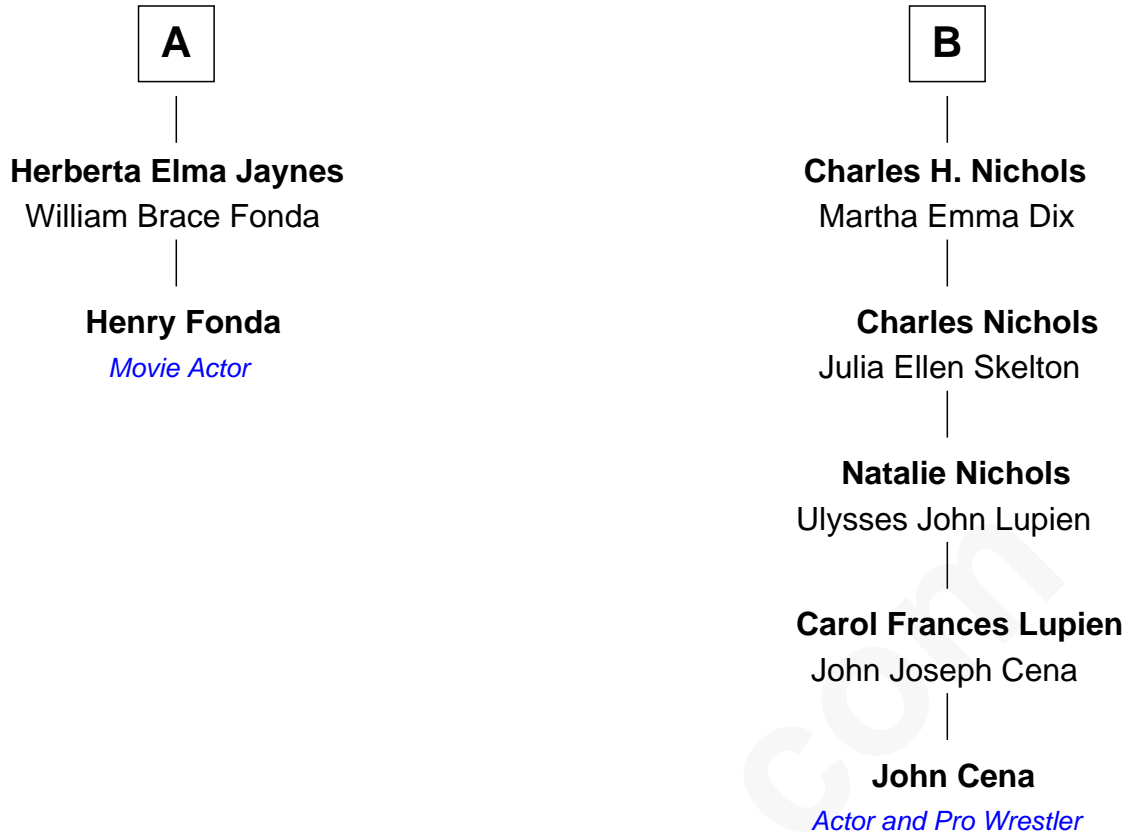 A
Herberta Elma Jaynes
William Brace Fonda
Henry Fonda
Movie Actor
B
Charles H. Nichols
Martha Emma Dix
Charles Nichols
Julia Ellen Skelton
Natalie Nichols
Ulysses John Lupien
Carol Frances Lupien
John Joseph Cena
John Cena
Actor and Pro Wrestler
com